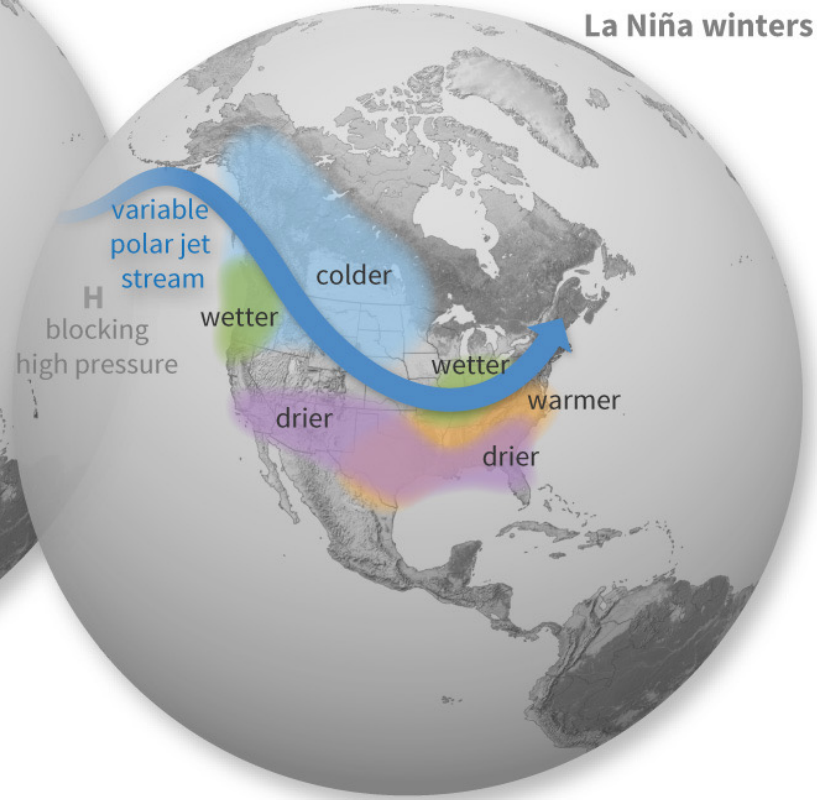 La Niña winters
variable
polar jet
stream
H
blocking
high pressure
colder
wetter
wetter
warmer
drier
drier